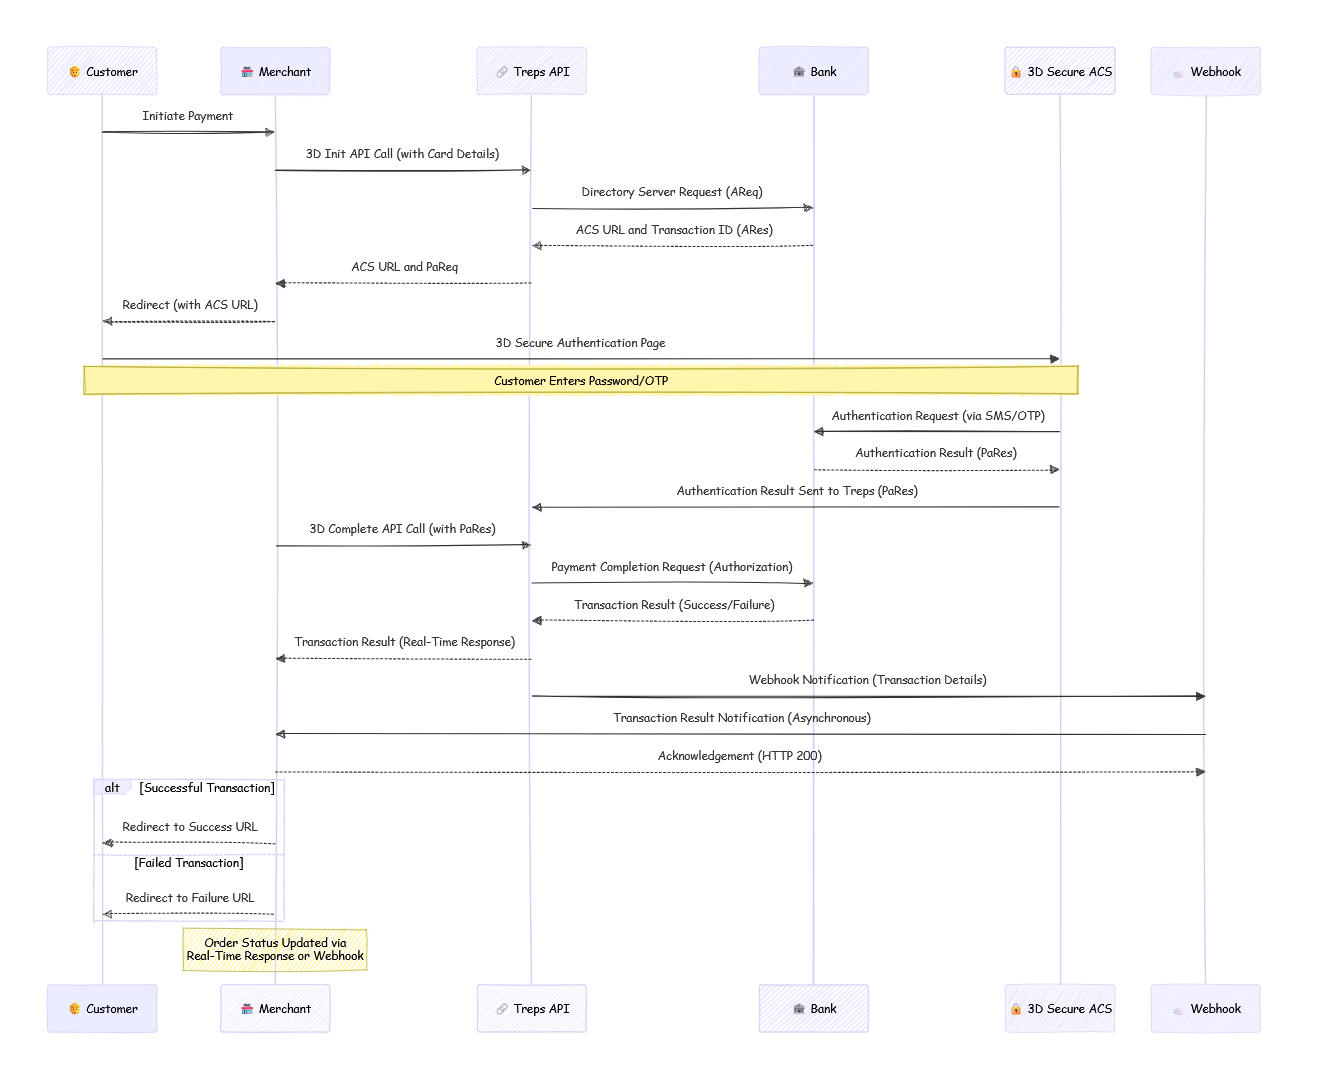 Customer
Merchant
Treps API
Bank
3D Secure ACS
Webhook
Initiate Payment
3D Init API Call (with Card Details)
Directory Server Request (AReq)
ACS URL and Transaction ID (ARes)
ACS URL and PaReq
Redirect (with ACS URL)
3D Secure Authentication Page
Customer Enters Password/OTP
Authentication Request (via SMS/OTP)
Authentication Result (PaRes)
Authentication Result Sent to Treps (PaRes)
3D Complete API Call (with PaRes)
Payment Completion Request (Authorization)
Transaction Result (Success/Failure)
Transaction Result (Real-Time Response)
Webhook Notification (Transaction Details)
Transaction Result Notification (Asynchronous)
Acknowledgement (HTTP 200)
alt
[Successful Transaction]
Redirect to Success URL
[Failed Transaction]
Redirect to Failure URL
Order Status Updated via
Real-Time Response or Webhook
Customer
Merchant
Treps API
Bank
3D Secure ACS
Webhook